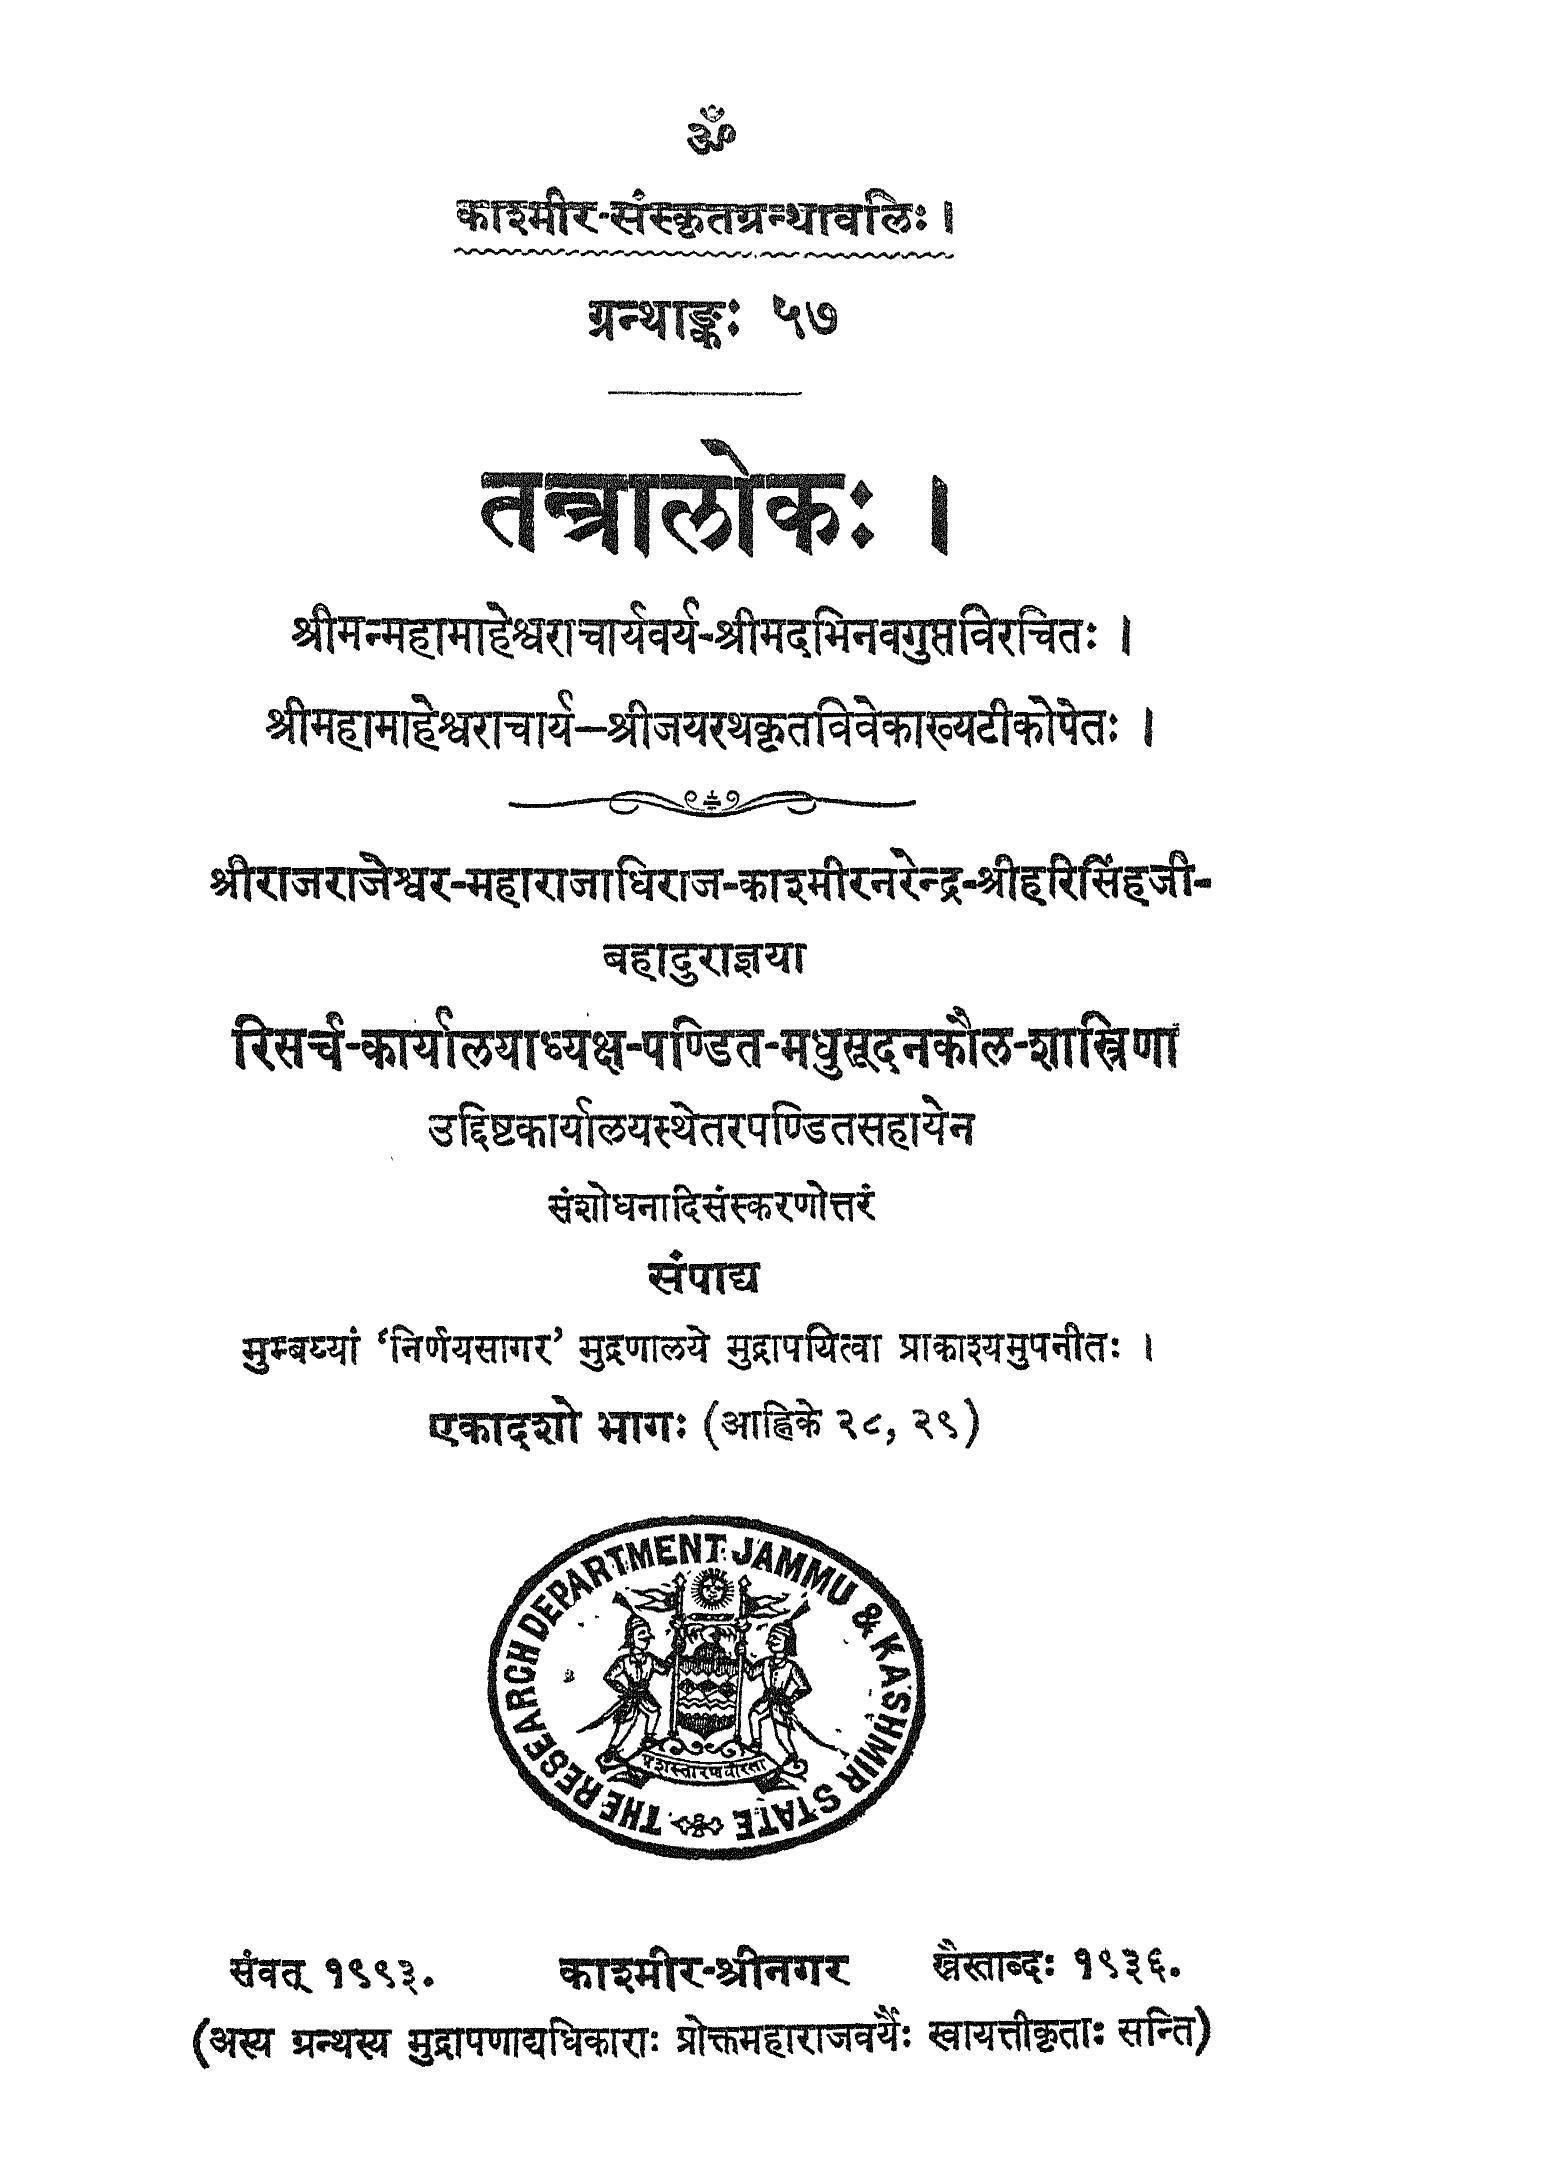 ॐ
काश्मीर-संस्कृतग्रन्थावलिः।
ग्रन्थाङ्कः ५७
तन्त्रालोकः ।
श्रीमन्महामाहेश्वराचार्यवर्य-श्रीमदभिनवगुप्तविरचितः ।
श्रीमहामाहेश्वराचार्य—श्रीजयरथकृतविवेकाख्यटीकोपेतः ।
श्रीराजराजेश्वर-महाराजाधिराज-काश्मीरनरेन्द्र-श्रीहरिसिंहजी-
बहादुराज्ञया
रिसर्च-कार्यालयाध्यक्ष-पण्डित-मधुसूदनकौल-शास्त्रिणा
उद्दिष्टकार्यालयस्थेतरपण्डितसहायेन
संशोधनादिसंस्करणोत्तरं
संपाद्य
मुम्बय्यां ‘निर्णयसागर’ मुद्रणालये मुद्रापयित्वा प्राकाश्यमुपनीतः ।
एकादशो भागः (आह्निके २८, २९)
THE RESEARCH DEPARTMENT JAMMU & KASHMIR STATE
प्रशस्तारणवीरता
संवत् १९९३. काश्मीर-श्रीनगर ख्रैस्ताब्दः १९३६.
(अस्य ग्रन्थस्य मुद्रापणाद्यधिकाराः प्रोक्तमहाराजवर्यैः स्वायत्तीकृताः सन्ति)